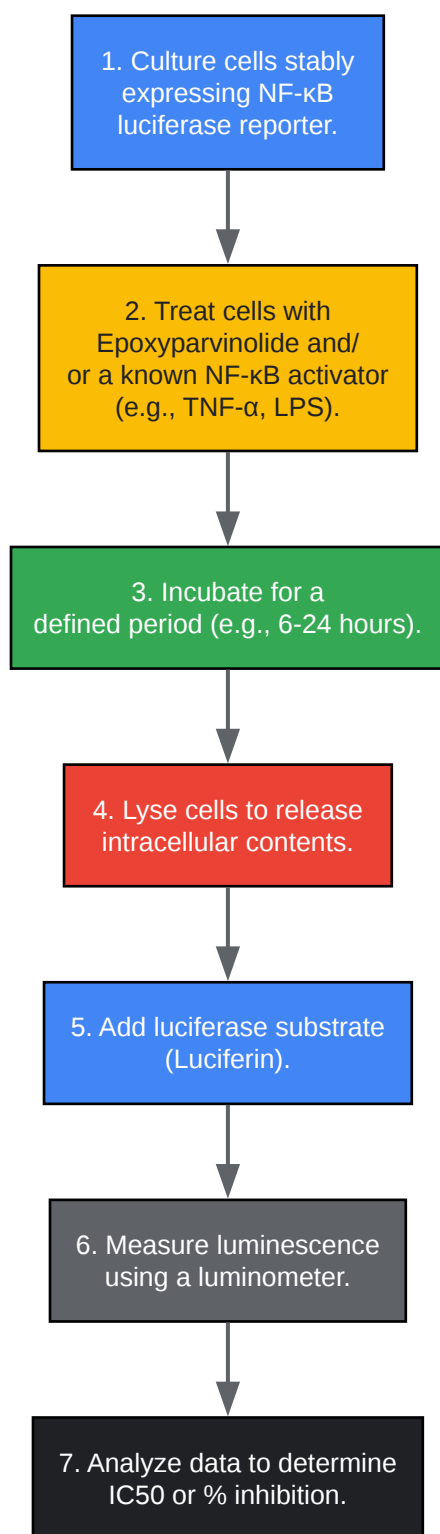 1. Culture cells stably
expressing NF-κB
luciferase reporter.
2. Treat cells with
Epoxyparvinolide and/
or a known NF-κB activator
(e.g., TNF-α, LPS).
3. Incubate for a
defined period (e.g., 6-24 hours).
4. Lyse cells to release
intracellular contents.
5. Add luciferase substrate
(Luciferin).
6. Measure luminescence
using a luminometer.
7. Analyze data to determine
IC50 or % inhibition.